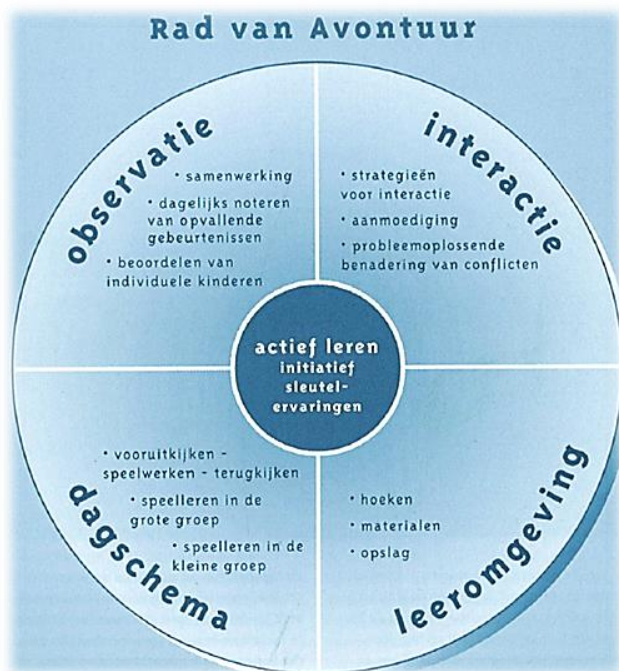 Rad van Avontuur
observatie
• samenwerking
• dagelijks noteren
van opvallende
gebeurtenissen
• beoordelen van
individuele kinderen
interactie
• strategieën
voor interactie
• aanmoediging
• probleemoplossende
benadering van conflicten
actief leren
initiatief
sleutel-
ervaringen
• vooruitkijken -
speelwerken - terugkijken
• speelleren in de
grote groep
• speelleren in de
kleine groep
dagschema
• hoeken
• materialen
• opslag
leeromgeving